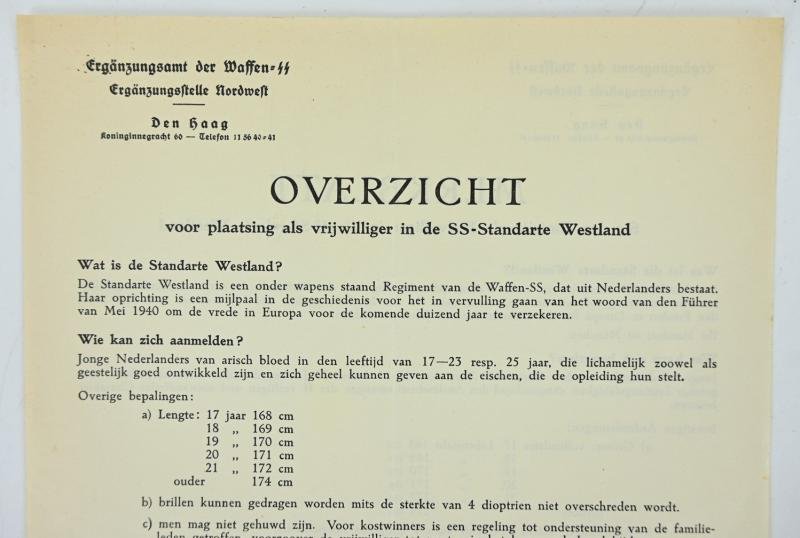 Ergänzungsamt der Waffen-SS
Ergänzungsstelle Nordwest
Den Haag
Koninginnegracht 60 — Telefon 11 56 40-41
OVERZICHT
voor plaatsing als vrijwilliger in de SS-Standarte Westland
Wat is de Standarte Westland?
De Standarte Westland is een onder wapens staand Regiment van de Waffen-SS, dat uit Nederlanders bestaat.
Haar oprichting is een mijlpaal in de geschiedenis voor het in vervulling gaan van het woord van den Führer
van Mei 1940 om de vrede in Europa voor de komende duizend jaar te verzekeren.
Wie kan zich aanmelden?
Jonge Nederlanders van arisch bloed in den leeftijd van 17—23 resp. 25 jaar, die lichamelijk zoowel als
geestelijk goed ontwikkeld zijn en zich geheel kunnen geven aan de eischen, die de opleiding hun stelt.
Overige bepalingen:
a) Lengte: 17 jaar 168 cm
18 „ 169 cm
19 „ 170 cm
20 „ 171 cm
21 „ 172 cm
ouder 174 cm
b) brillen kunnen gedragen worden mits de sterkte van 4 dioptrien niet overschreden wordt.
c) men mag niet gehuwd zijn. Voor kostwinners is een regeling tot ondersteuning van de familie-
leden getroffen, voorzoover de vrijwilliger